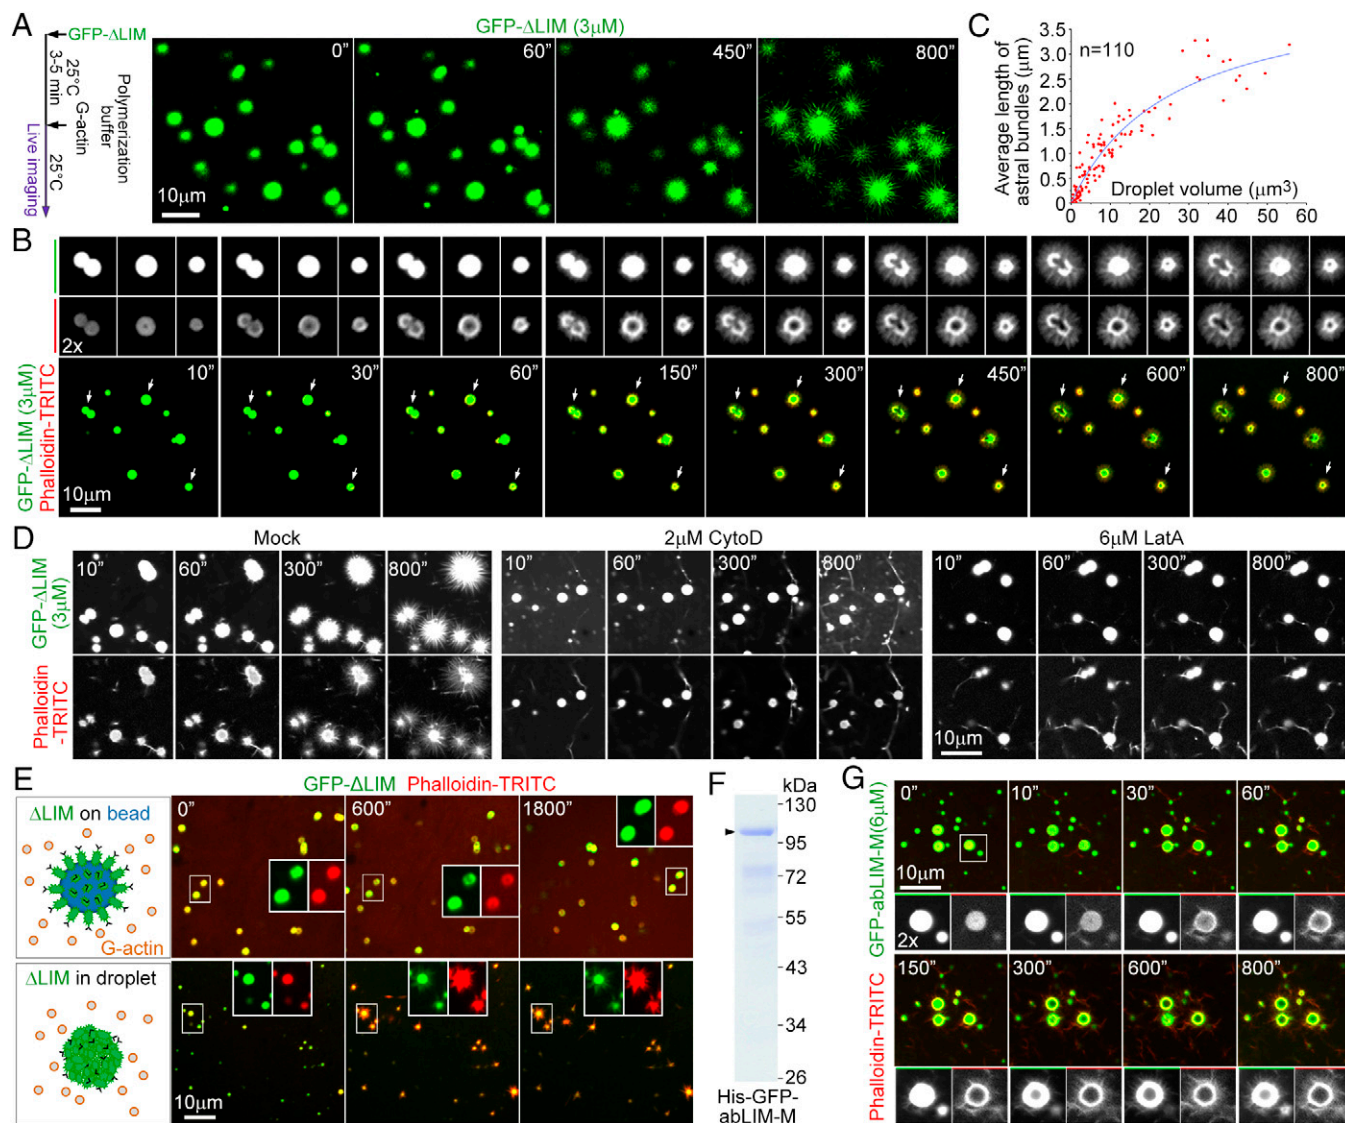 A
GFP-ΔLIM
25°C
3-5 min
G-actin
Polymerization
buffer
25°C
Live imaging
GFP-ΔLIM (3μM)
0”
60”
450”
800”
10μm
C
Average length of
astral bundles (μm)
3.5
3.0
2.5
2.0
1.5
1.0
0.5
0
n=110
Droplet volume (μm³)
0
10
20
30
40
50
60
B
2x
GFP-ΔLIM (3μM)
Phalloidin-TRITC
10”
30”
60”
150”
300”
450”
600”
800”
10μm
D
Mock
2μM CytoD
6μM LatA
GFP-ΔLIM
(3μM)
10”
60”
300”
800”
10”
60”
300”
800”
10”
60”
300”
800”
Phalloidin
-TRITC
10μm
E
GFP-ΔLIM Phalloidin-TRITC
ΔLIM on bead
G-actin
0”
600”
1800”
ΔLIM in droplet
10μm
F
kDa
130
95
72
55
43
34
26
His-GFP-
abLIM-M
G
GFP-abLIM-M(6μM)
Phalloidin-TRITC
0”
10”
30”
60”
10μm
2x
150”
300”
600”
800”